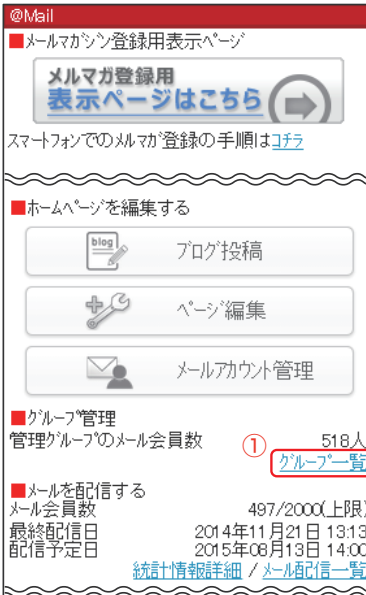 @Mail
■メールマガジン登録用表示ページ
メルマガ登録用
表示ページはこちら
スマートフォンでのメルマガ登録の手順はコチラ
■ホームページを編集する
blog
ブログ投稿
ページ編集
メールアカウント管理
■グループ管理
管理グループのメール会員数 518人
① グループ一覧
■メールを配信する
メール会員数 497/2000(上限)
最終配信日 2014年11月21日 13:13
配信予定日 2015年08月13日 14:00
統計情報詳細 / メール配信一覧